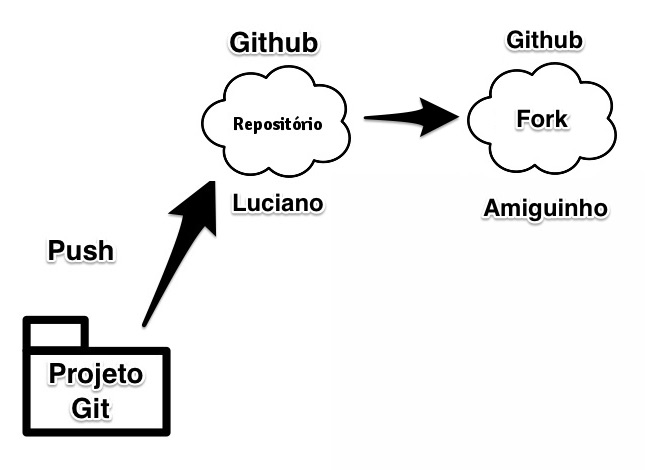 Github
Github
Repositório
Fork
Luciano
Amiguinho
Push
Projeto
Git